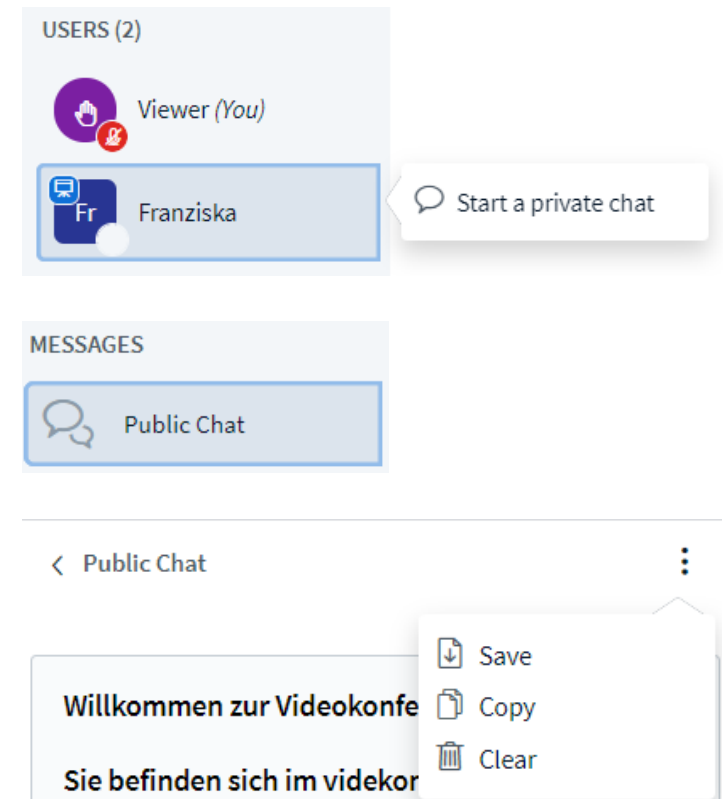 USERS (2)
Viewer (You)
Fr
Franziska
Start a private chat
MESSAGES
Public Chat
Public Chat
Save
Willkommen zur Videokonfe
Copy
Clear
Sie befinden sich im videkor